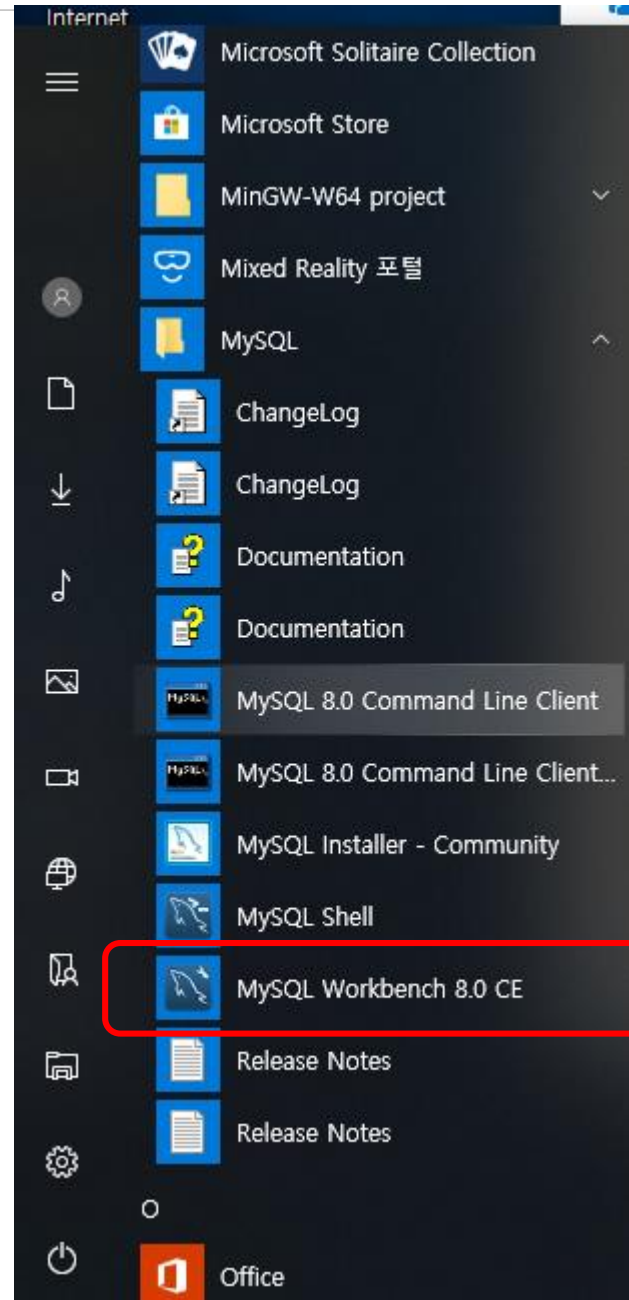 Internet
Microsoft Solitaire Collection
Microsoft Store
MinGW-W64 project
Mixed Reality 포털
MySQL
ChangeLog
ChangeLog
Documentation
Documentation
MySQL 8.0 Command Line Client
MySQL 8.0 Command Line Client...
MySQL Installer - Community
MySQL Shell
MySQL Workbench 8.0 CE
Release Notes
Release Notes
O
Office